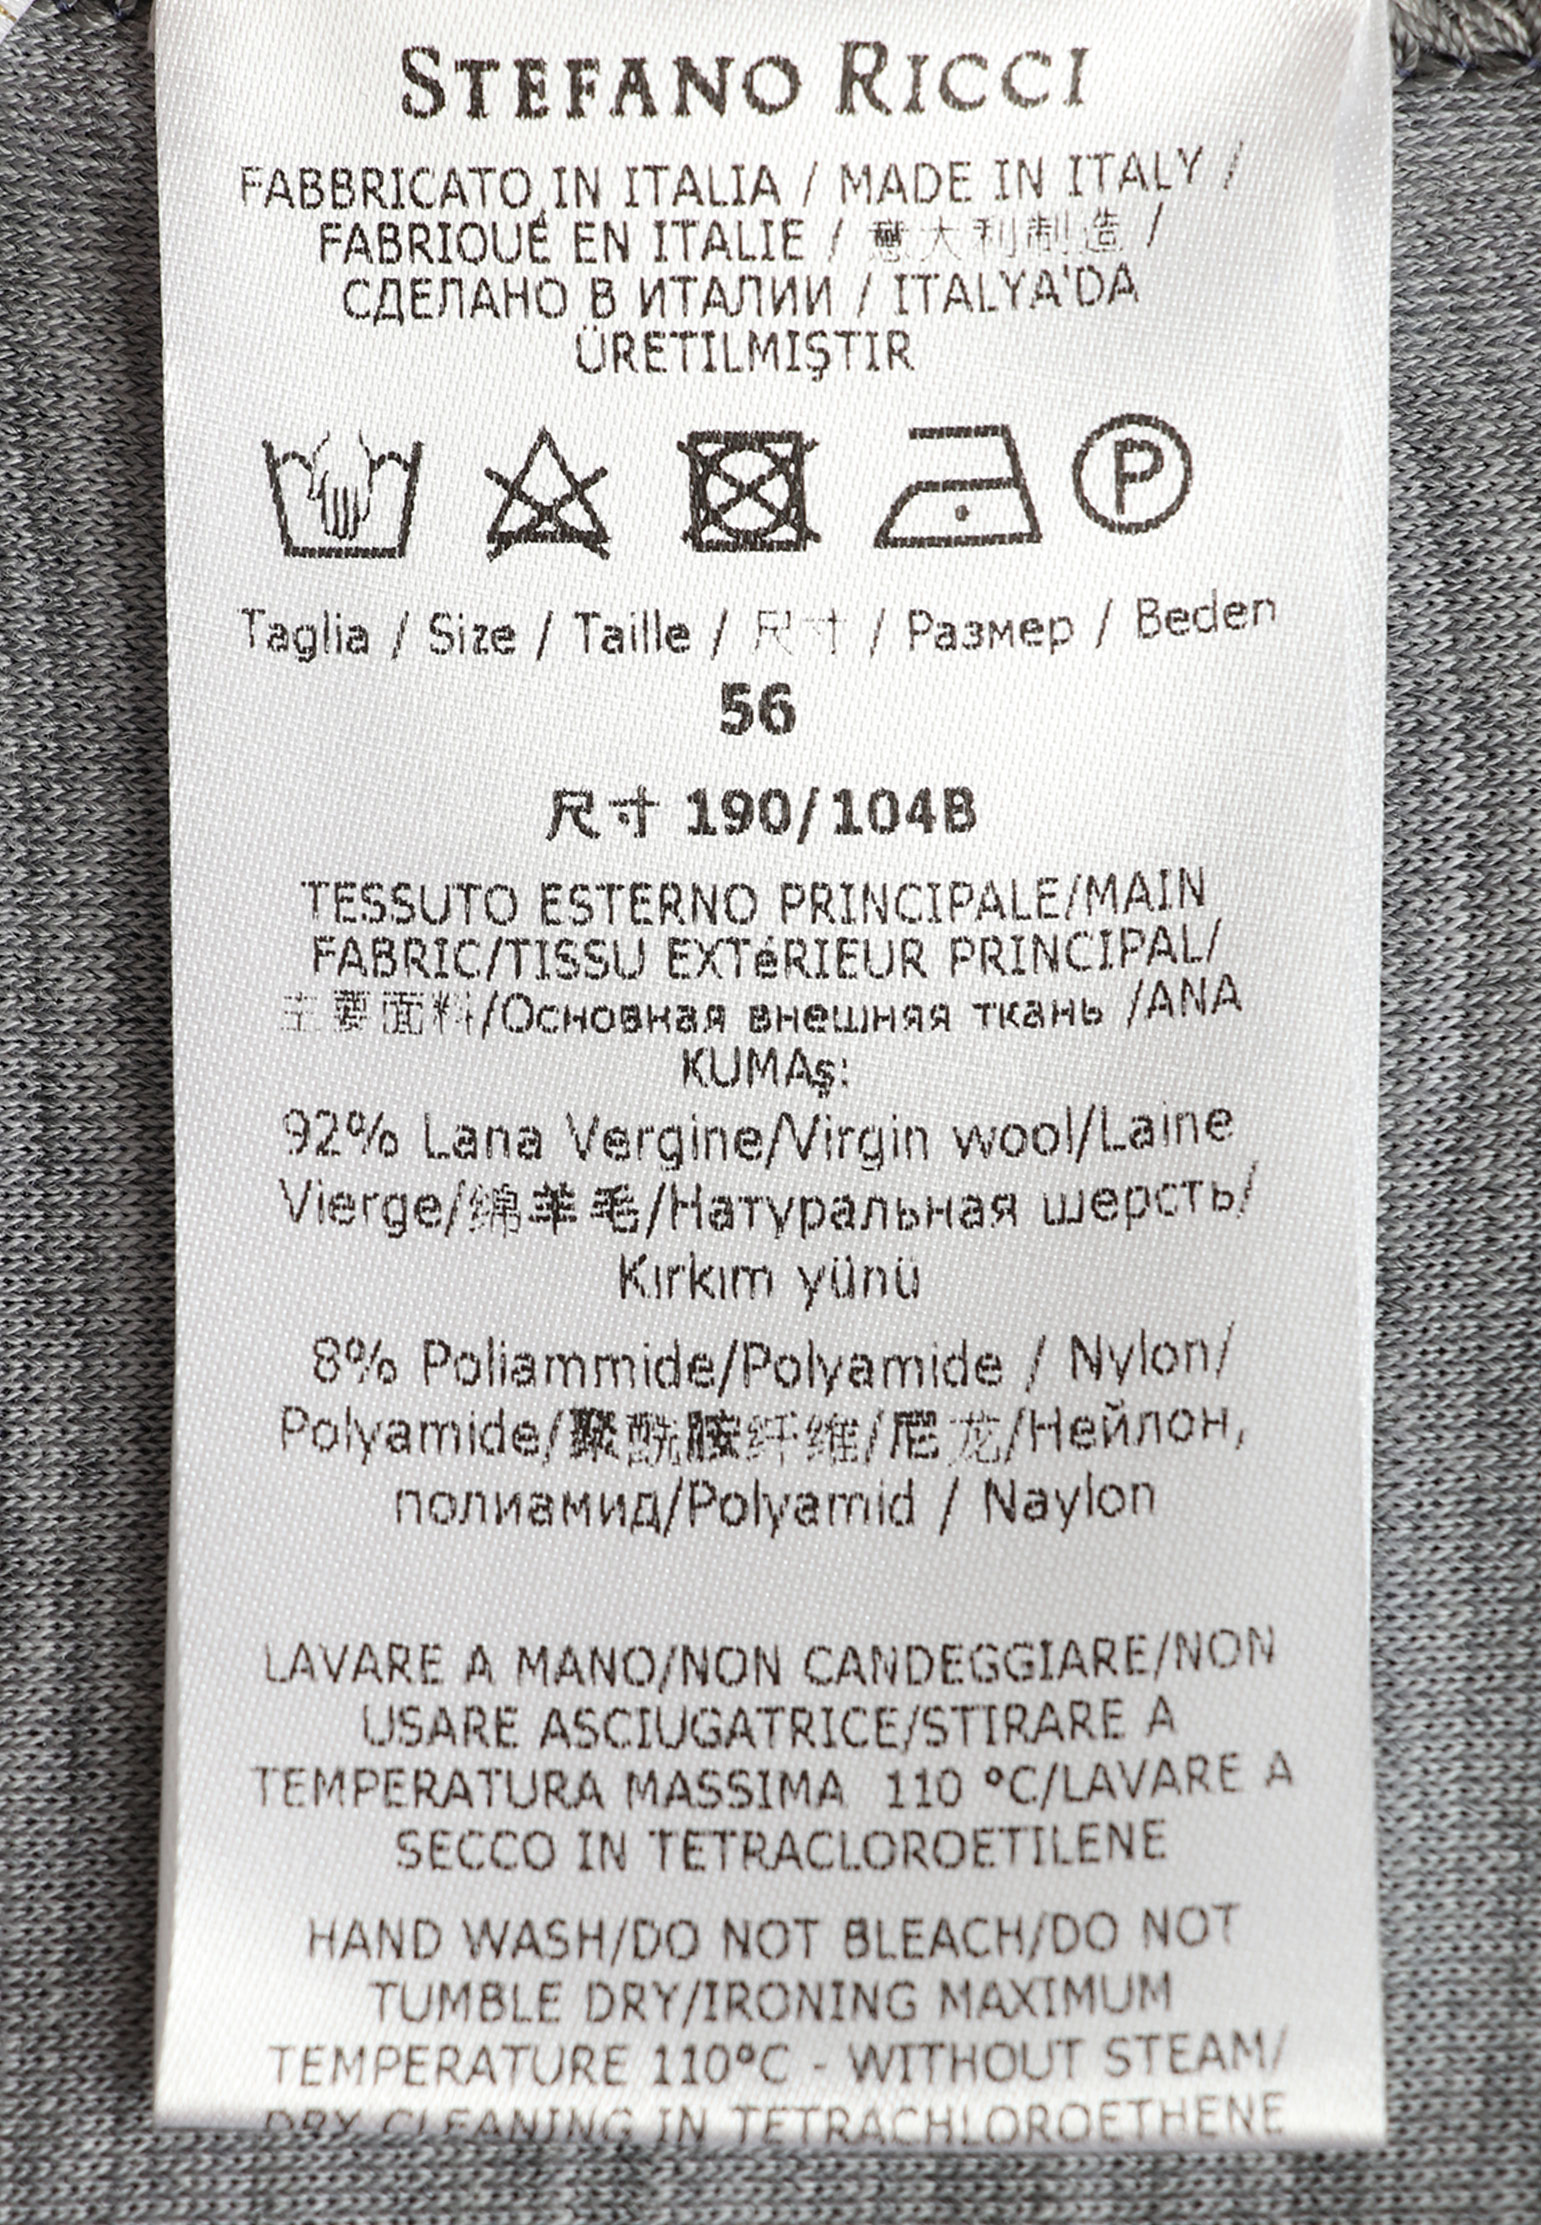 STEFANO RICCI
FABBRICATO IN ITALIA / MADE IN ITALY /
FABRIQUÉ EN ITALIE / 意大利制造 /
СДЕЛАНО В ИТАЛИИ / ITALYA'DA
ÜRETILMIŞTIR
P
Taglia / Size / Taille / 尺寸 / Размер / Beden
56
尺寸 190/104B
TESSUTO ESTERNO PRINCIPALE/MAIN
FABRIC/TISSU EXTéRIEUR PRINCIPAL/
主要面料/Основная внешняя ткань /ANA
KUMAş:
92% Lana Vergine/Virgin wool/Laine
Vierge/绵羊毛/Натуральная шерсть/
Kırkım yünü
8% Poliammide/Polyamide / Nylon/
Polyamide/聚酰胺纤维/尼龙/Нейлон,
полиамид/Polyamid / Naylon
LAVARE A MANO/NON CANDEGGIARE/NON
USARE ASCIUGATRICE/STIRARE A
TEMPERATURA MASSIMA 110 °C/LAVARE A
SECCO IN TETRACLOROETILENE
HAND WASH/DO NOT BLEACH/DO NOT
TUMBLE DRY/IRONING MAXIMUM
TEMPERATURE 110°C - WITHOUT STEAM/
DRY CLEANING IN TETRACHLOROETHENE